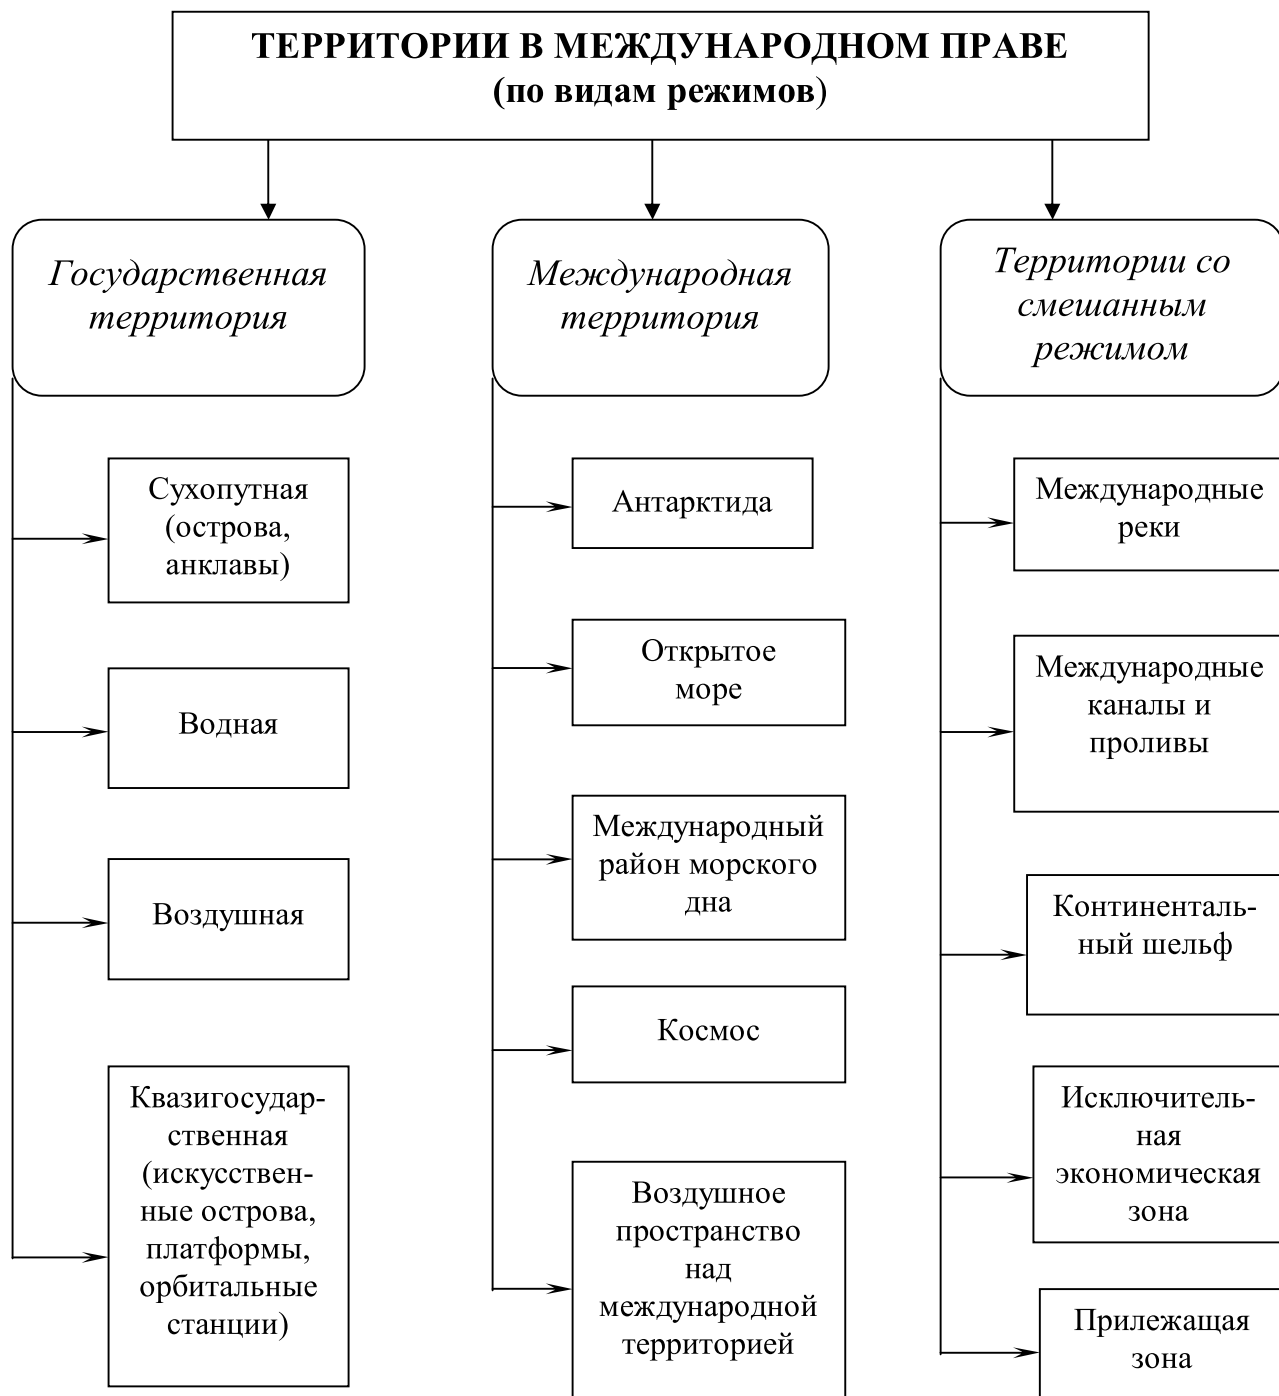 ТЕРРИТОРИИ В МЕЖДУНАРОДНОМ ПРАВЕ
(по видам режимов)
Государственная
территория
Сухопутная
(острова,
анклавы)
Водная
Воздушная
Квазигосудар-
ственная
(искусствен-
ные острова,
платформы,
орбитальные
станции)
Международная
территория
Антарктида
Открытое
море
Международный
район морского
дна
Космос
Воздушное
пространство
над
международной
территорией
Территории со
смешанным
режимом
Международные
реки
Международные
каналы и
проливы
Континенталь-
ный шельф
Исключитель-
ная
экономическая
зона
Прилежащая
зона